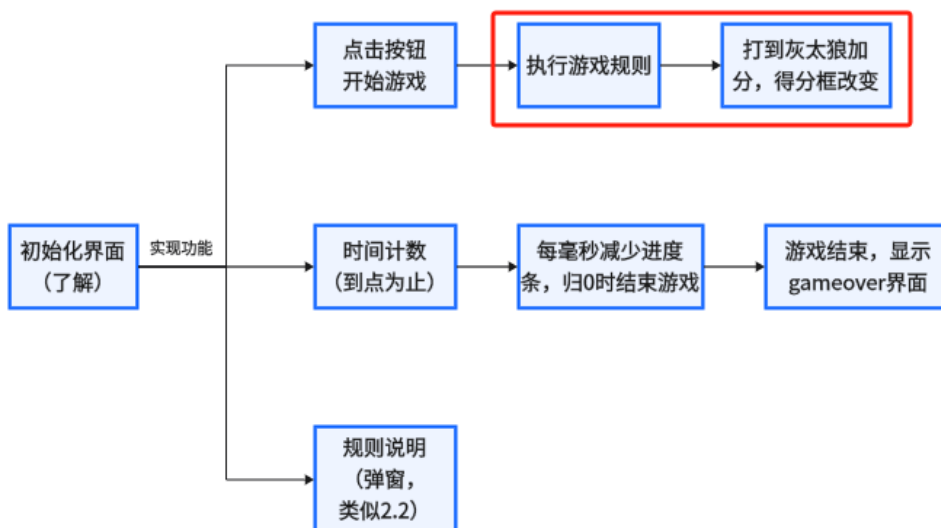 点击按钮
开始游戏
执行游戏规则
打到灰太狼加
分，得分框改变
初始化界面
（了解）
实现功能
时间计数
（到点为止）
每毫秒减少进度
条，归0时结束游戏
游戏结束，显示
gameover界面
规则说明
（弹窗，
类似2.2）